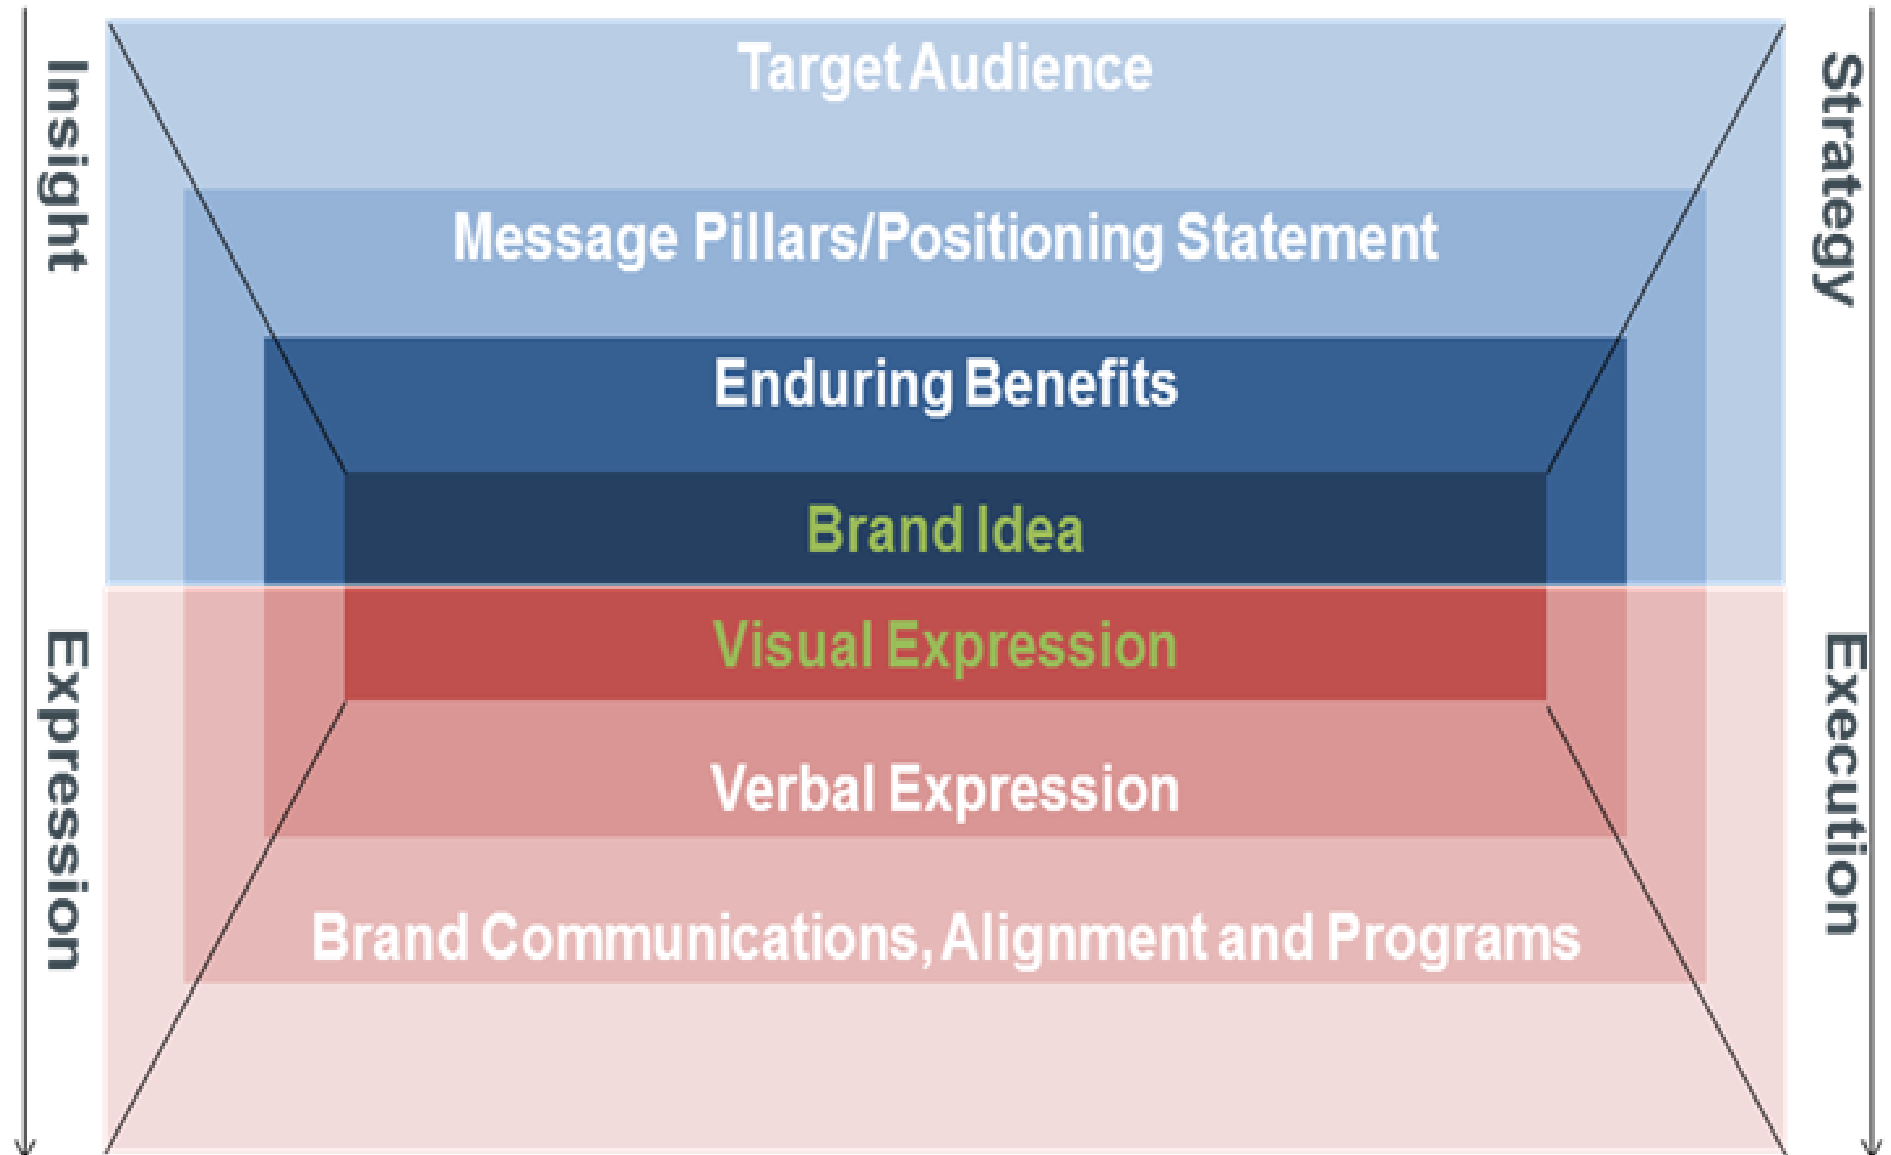 Insight
Strategy
Target Audience
Message Pillars/Positioning Statement
Enduring Benefits
Brand Idea
Expression
Execution
Visual Expression
Verbal Expression
Brand Communications, Alignment and Programs